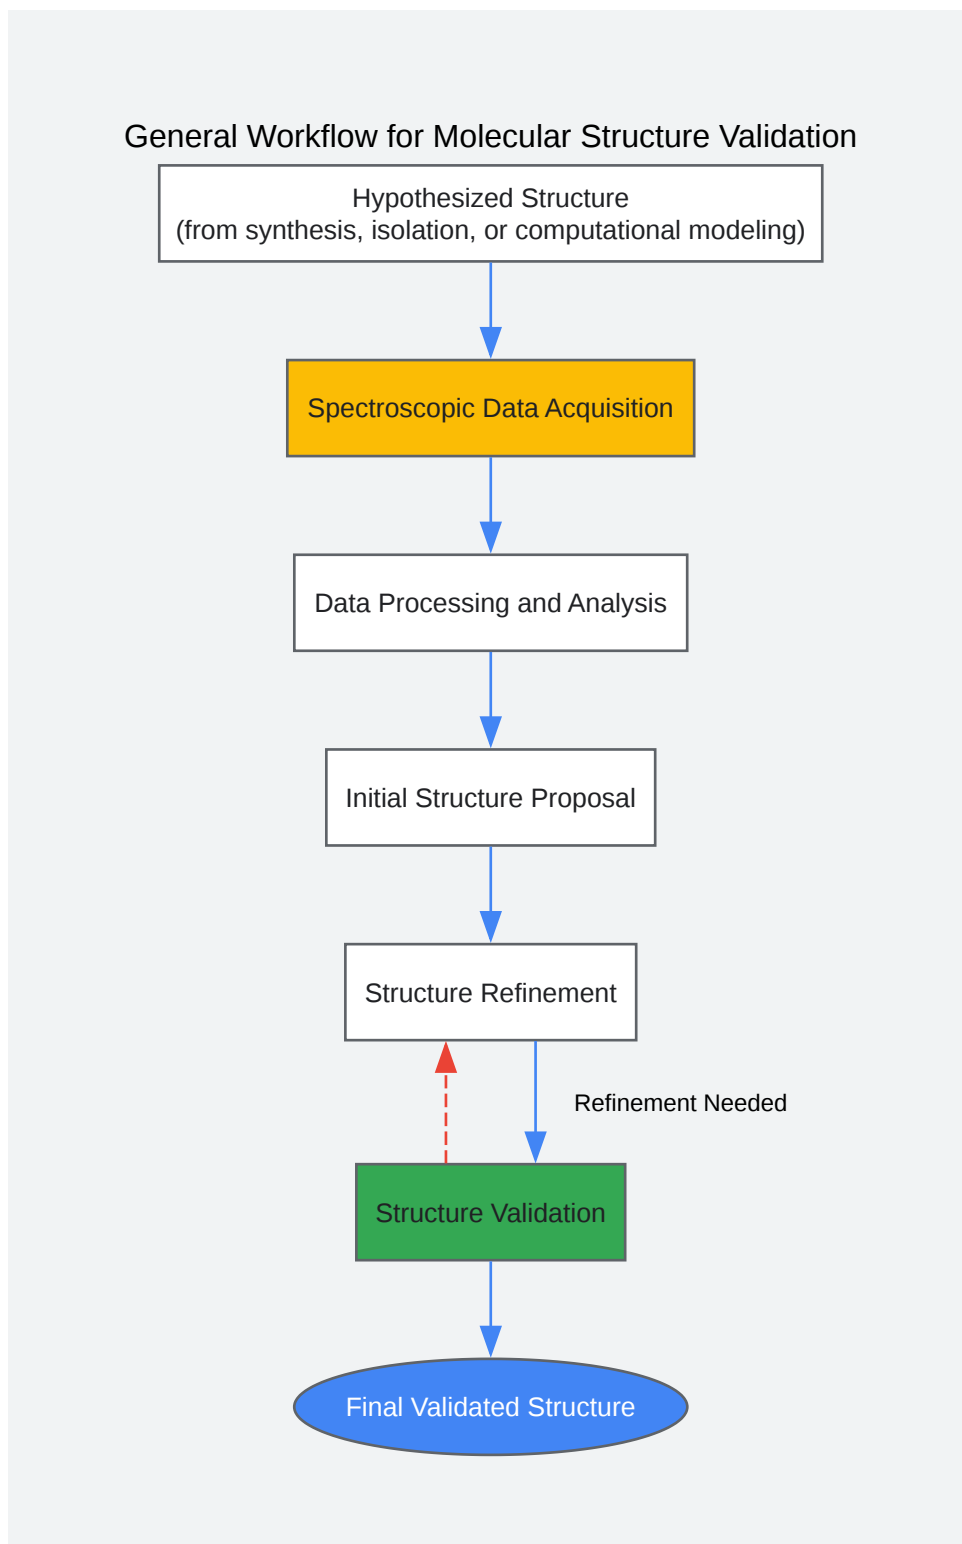 General Workflow for Molecular Structure Validation
Hypothesized Structure
(from synthesis, isolation, or computational modeling)
Spectroscopic Data Acquisition
Data Processing and Analysis
Initial Structure Proposal
Structure Refinement
Refinement Needed
Structure Validation
Final Validated Structure